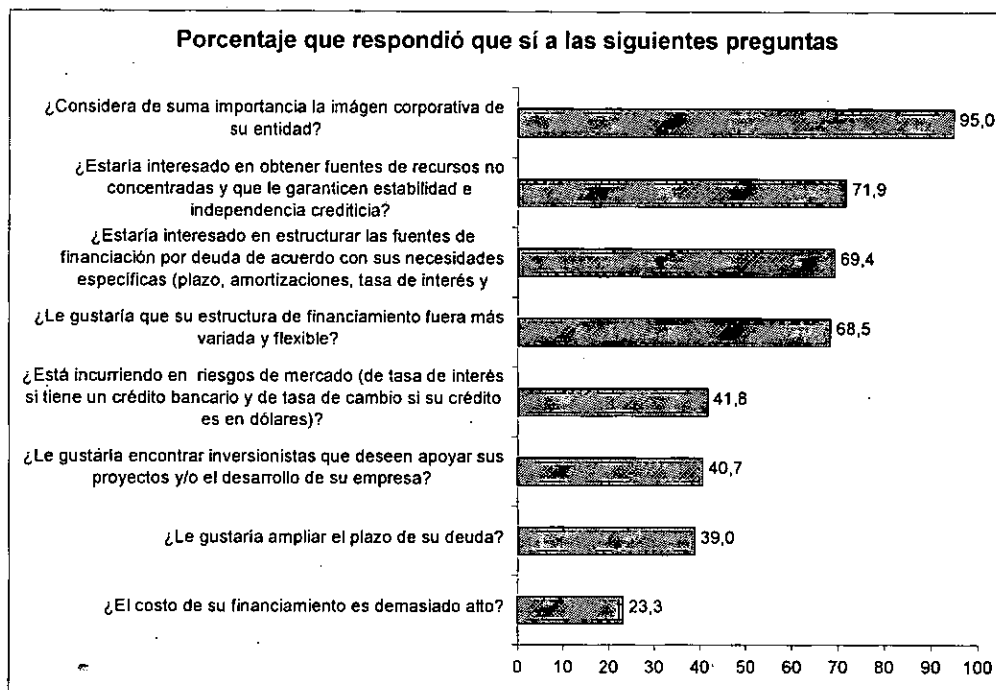 Porcentaje que respondió que sí a las siguientes preguntas
¿Considera de suma importancia la imágen corporativa de
su entidad?
95,0
¿Estaría interesado en obtener fuentes de recursos no
concentradas y que le garanticen estabilidad e
independencia crediticia?
71,9
¿Estaría interesado en estructurar las fuentes de
financiación por deuda de acuerdo con sus necesidades
específicas (plazo, amortizaciones, tasa de interés y
69,4
¿Le gustaría que su estructura de financiamiento fuera más
variada y flexible?
68,5
¿Está incurriendo en riesgos de mercado (de tasa de interés
si tiene un crédito bancario y de tasa de cambio si su crédito
es en dólares)?
41,8
¿Le gustaría encontrar inversionistas que deseen apoyar sus
proyectos y/o el desarrollo de su empresa?
40,7
¿Le gustaría ampliar el plazo de su deuda?
39,0
¿El costo de su financiamiento es demasiado alto?
23,3
0 10 20 30 40 50 60 70 80 90 100